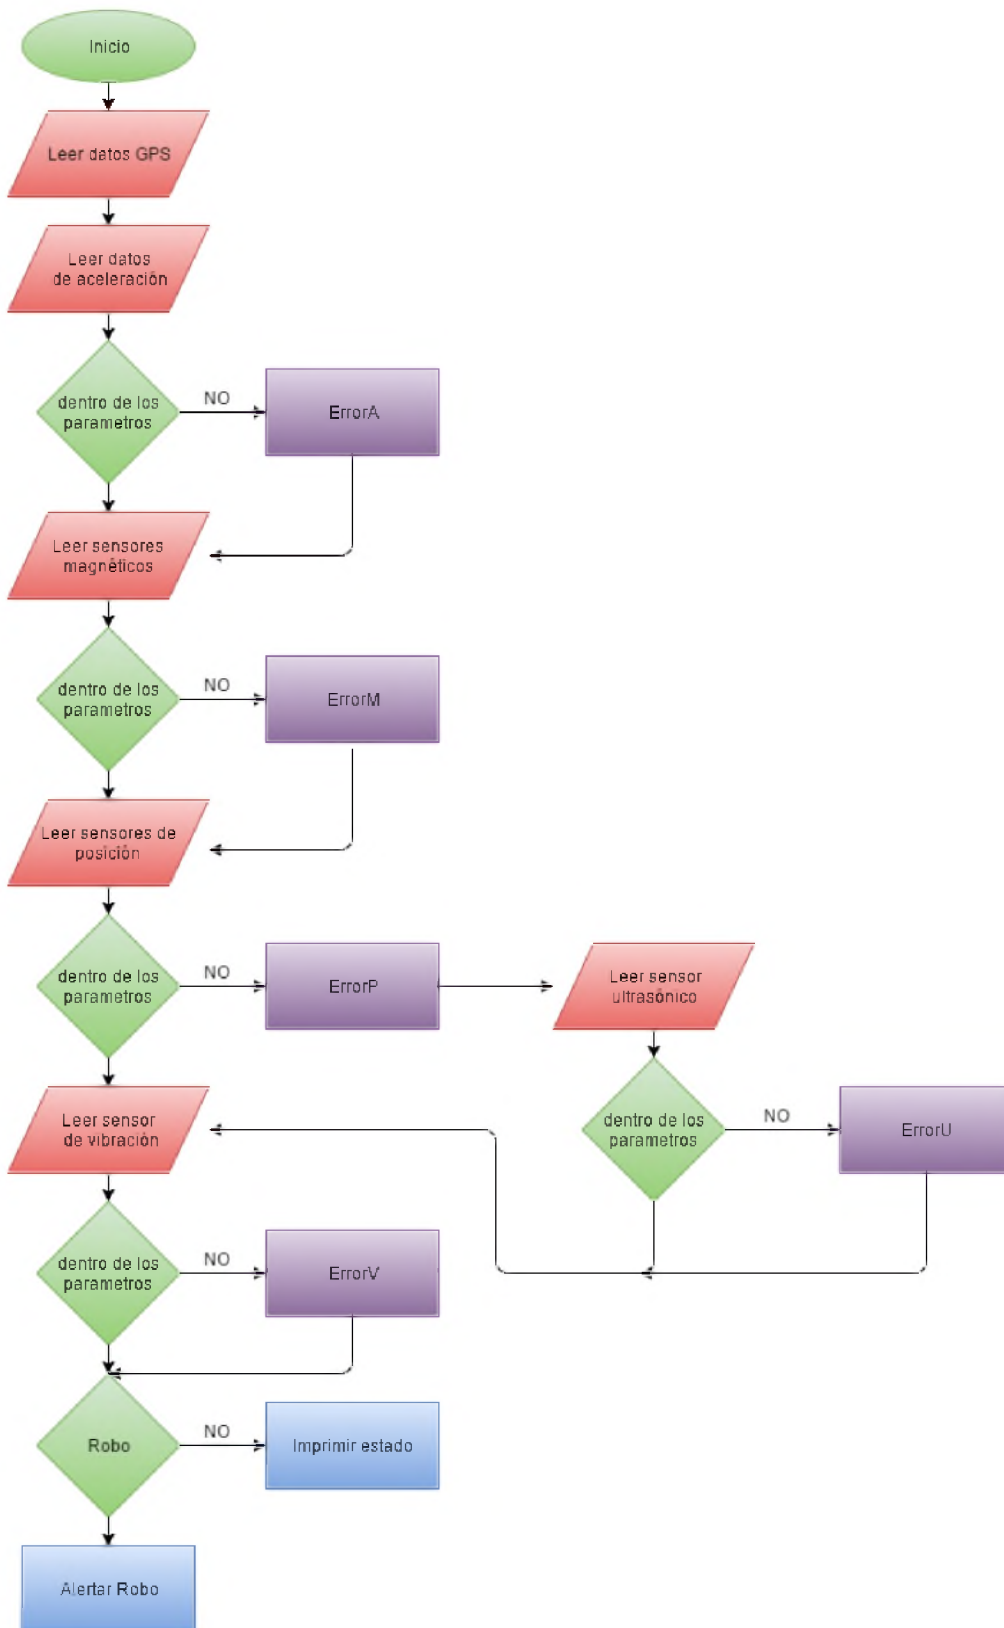 Inicio
Leer datos GPS
Leer datos
de aceleración
dentro de los
parametros
NO
ErrorA
Leer sensores
magnéticos
dentro de los
parametros
NO
ErrorM
Leer sensores de
posición
dentro de los
parametros
NO
ErrorP
Leer sensor
ultrasónico
dentro de los
parametros
NO
ErrorU
Leer sensor
de vibración
dentro de los
parametros
NO
ErrorV
Robo
NO
Imprimir estado
Alertar Robo